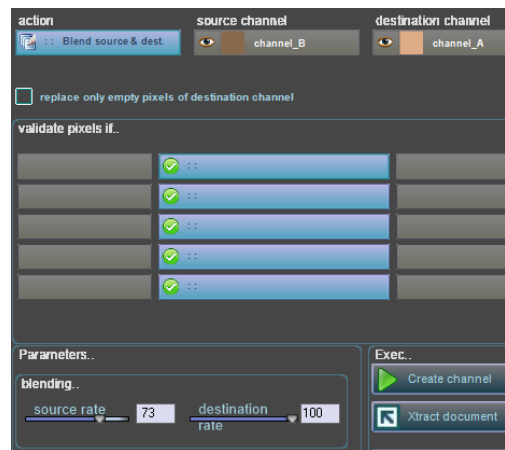 action source channel destination channel
:: Blend source & dest. channel_B channel_A
replace only empty pixels of destination channel
validate pixels if..
::
::
::
::
::
Parameters.. Exec..
blending.. Create channel
source rate 73 destination rate 100
Xtract document